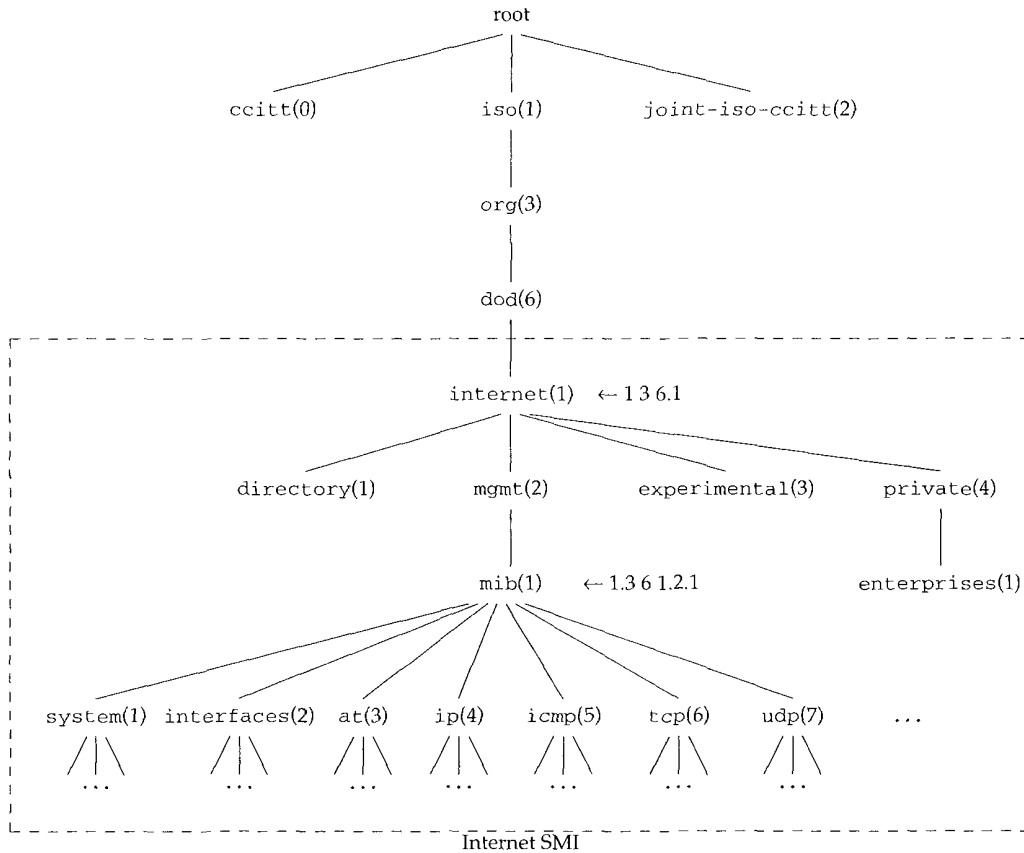 root
ccitt(0) iso(1) joint-iso-ccitt(2)
org(3)
dod(6)
internet(1) ← 1 3 6.1
directory(1) mgmt(2) experimental(3) private(4)
mib(1) ← 1.3 6 1.2.1 enterprises(1)
system(1) interfaces(2) at(3) ip(4) icmp(5) tcp(6) udp(7) ...
... ... ... ... ... ... ...
Internet SMI